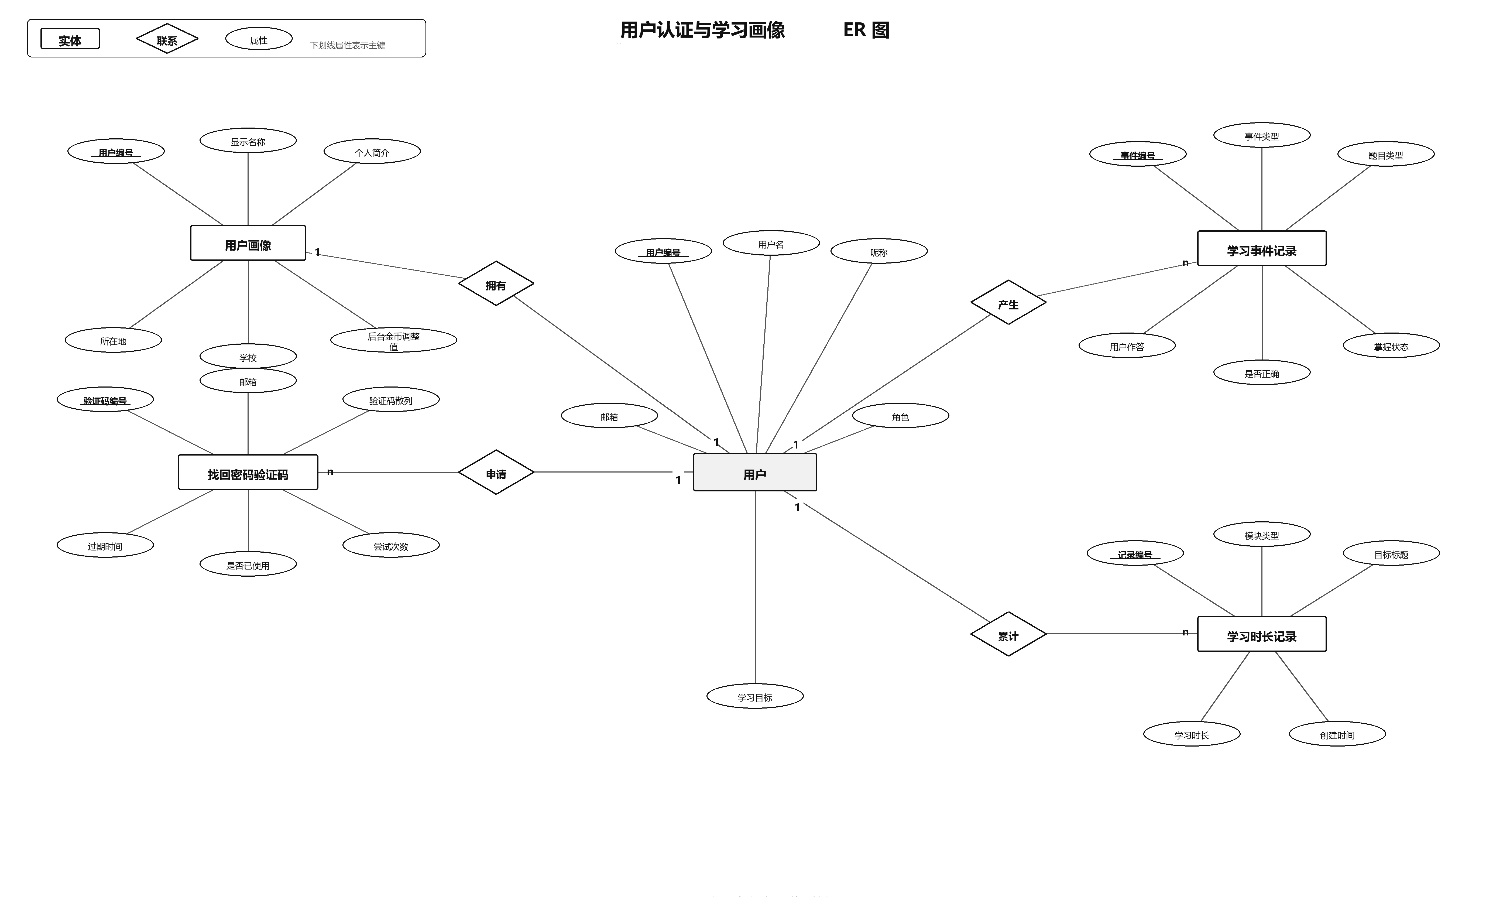 实体
联系
属性
下划线属性表示主键
用户认证与学习画像 ER 图
用户编号
显示名称
个人简介
用户画像
1
所在地
学校
后台金币调整
值
拥有
用户编号
用户名
昵称
邮箱
角色
用户
学习目标
1
1
1
1
验证码编号
邮箱
验证码散列
找回密码验证码
n
过期时间
是否已使用
尝试次数
申请
事件编号
事件类型
题目类型
学习事件记录
n
用户作答
是否正确
掌握状态
产生
记录编号
模块类型
目标标题
学习时长记录
n
学习时长
创建时间
累计